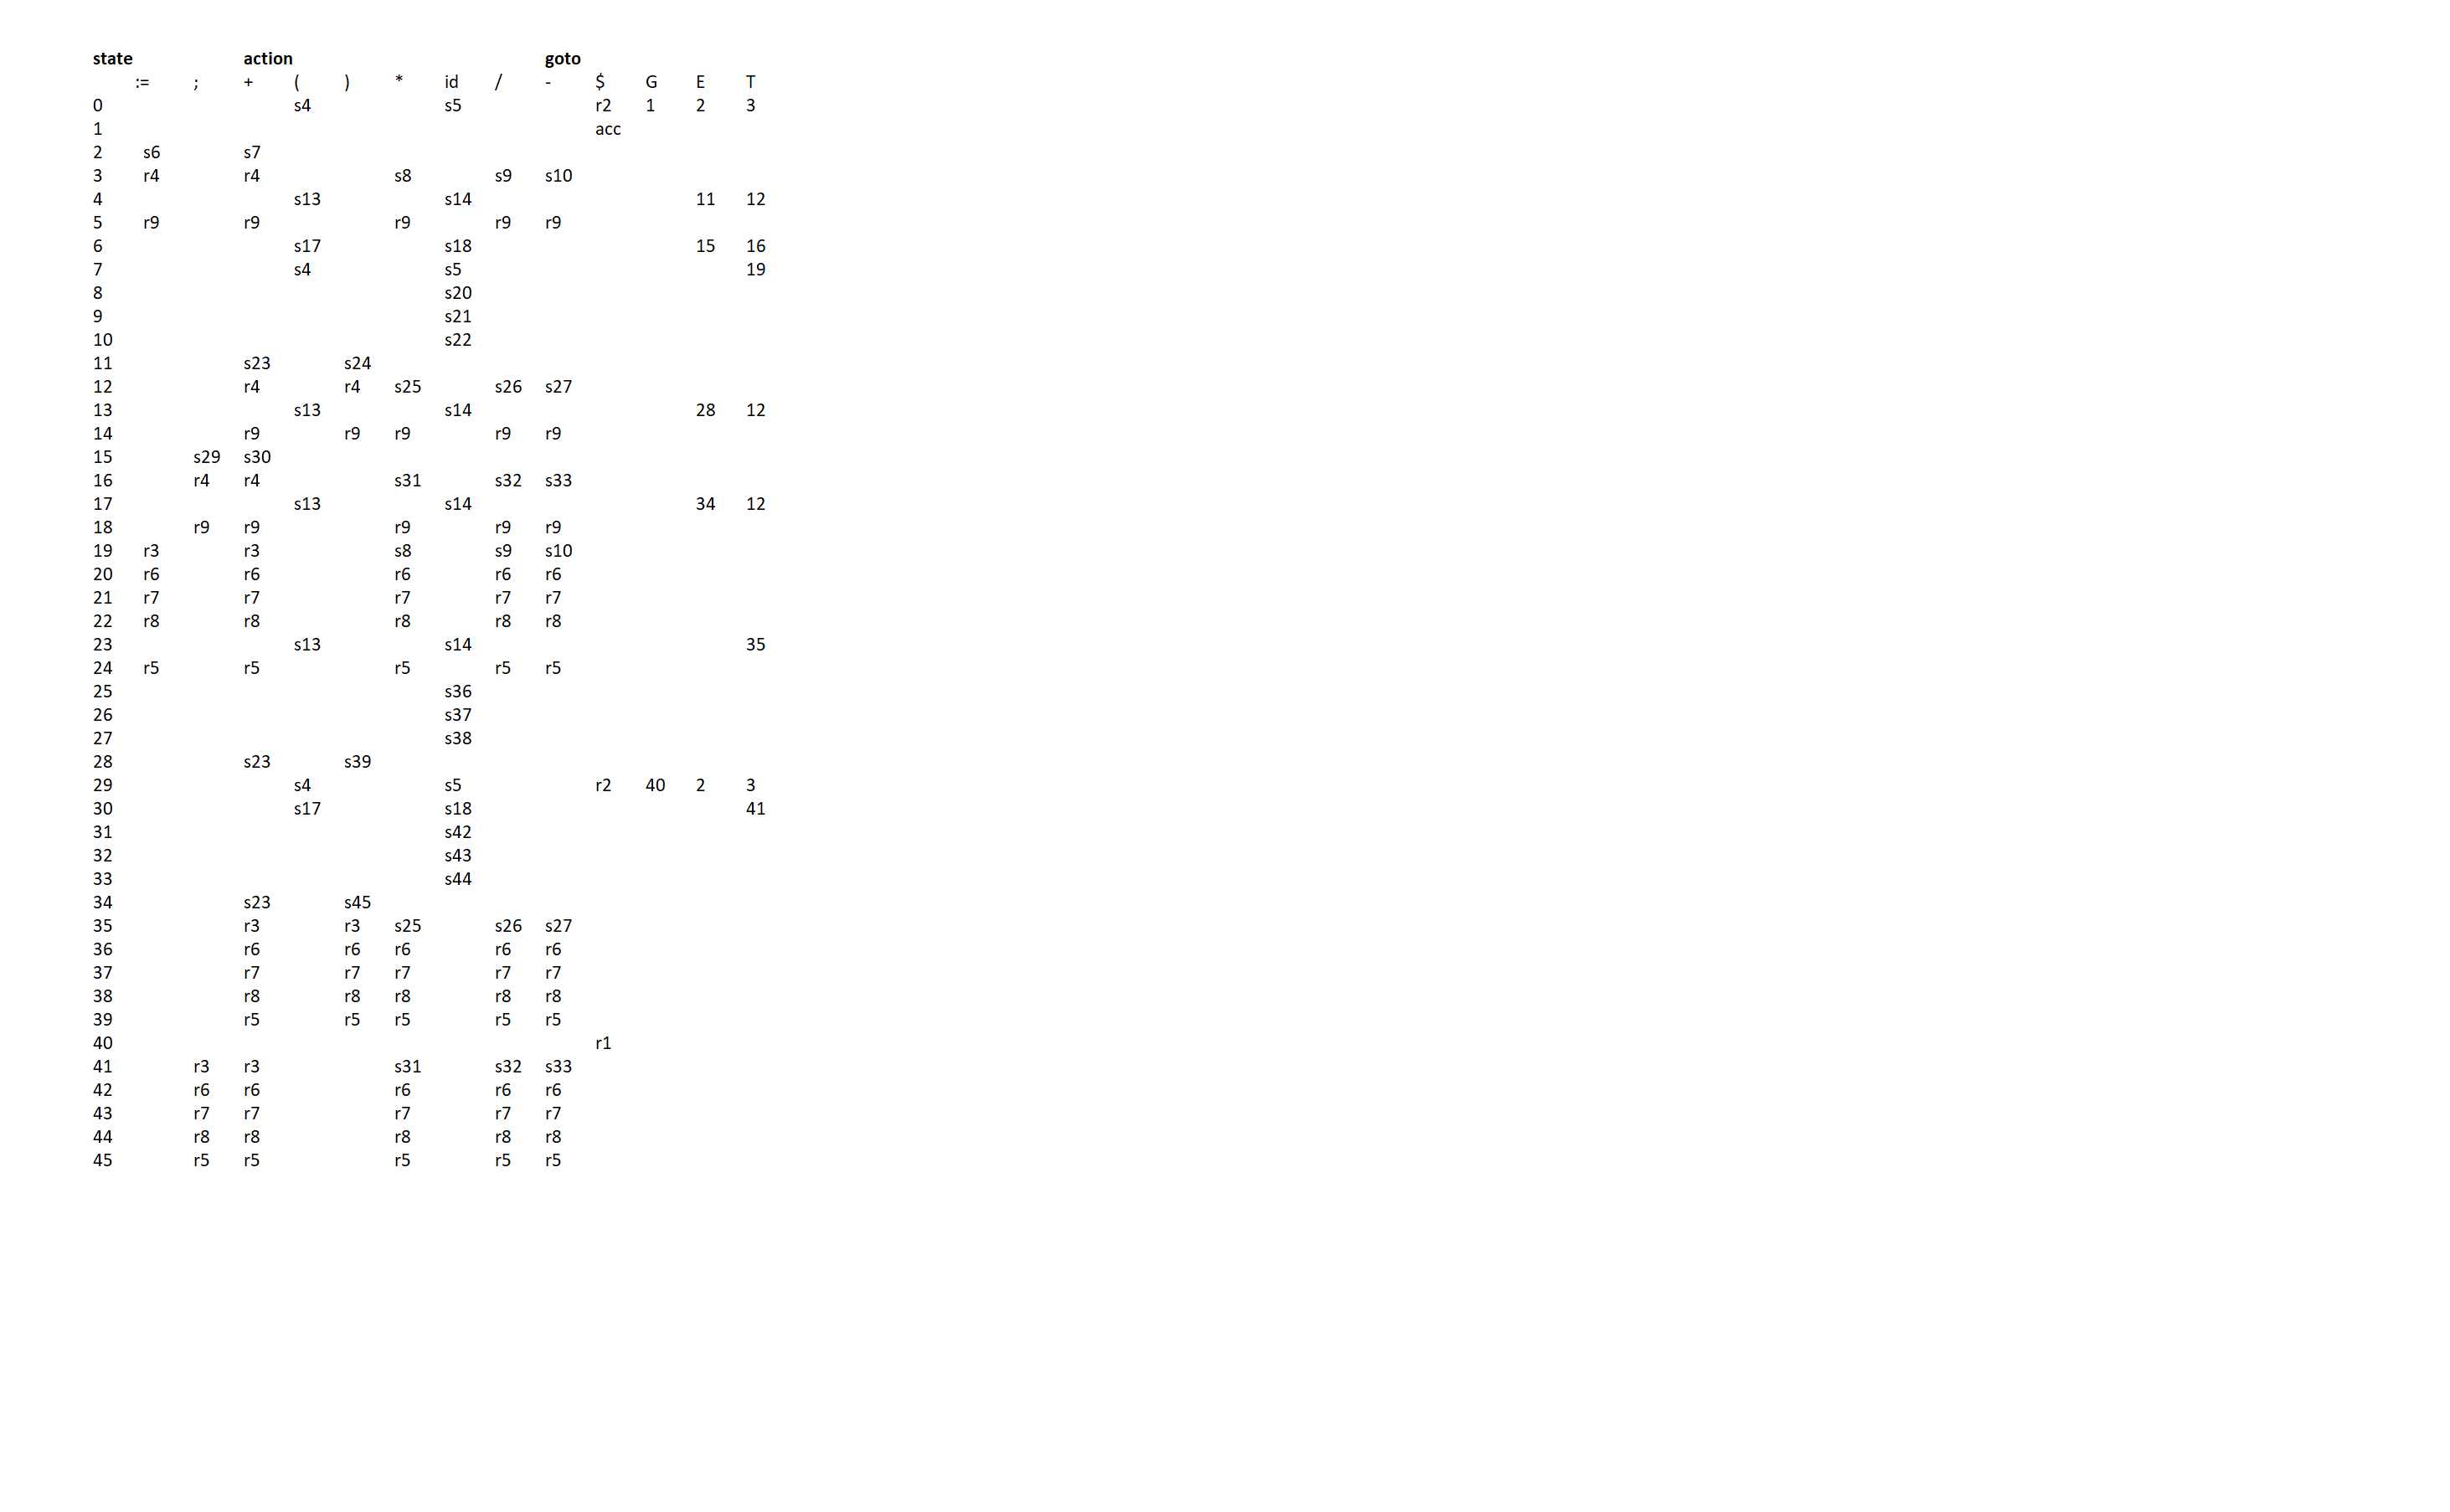 state action goto
:= ; + ( ) * id / - $ G E T
0 s4 s5 r2 1 2 3
1 acc
2 s6 s7
3 r4 r4 s8 s9 s10
4 s13 s14 11 12
5 r9 r9 r9 r9 r9
6 s17 s18 15 16
7 s4 s5 19
8 s20
9 s21
10 s22
11 s23 s24
12 r4 r4 s25 s26 s27
13 s13 s14 28 12
14 r9 r9 r9 r9 r9
15 s29 s30
16 r4 r4 s31 s32 s33
17 s13 s14 34 12
18 r9 r9 r9 r9 r9
19 r3 r3 s8 s9 s10
20 r6 r6 r6 r6 r6
21 r7 r7 r7 r7 r7
22 r8 r8 r8 r8 r8
23 s13 s14 35
24 r5 r5 r5 r5 r5
25 s36
26 s37
27 s38
28 s23 s39
29 s4 s5 r2 40 2 3
30 s17 s18 41
31 s42
32 s43
33 s44
34 s23 s45
35 r3 r3 s25 s26 s27
36 r6 r6 r6 r6 r6
37 r7 r7 r7 r7 r7
38 r8 r8 r8 r8 r8
39 r5 r5 r5 r5 r5
40 r1
41 r3 r3 s31 s32 s33
42 r6 r6 r6 r6 r6
43 r7 r7 r7 r7 r7
44 r8 r8 r8 r8 r8
45 r5 r5 r5 r5 r5